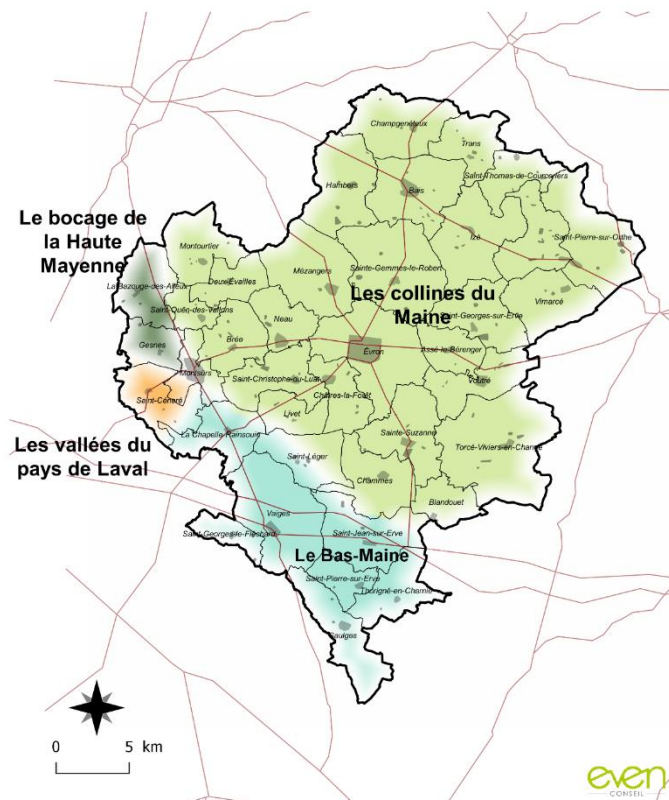 Champgenéteux
Trans
Saint-Thomas-de-Courceriers
Hambers
Bais
Le bocage de
la Haute
Mayenne
Izé
Saint-Pierre-sur-Orthe
Montourtier
Sainte-Gemmes-le-Robert
Mézangers
Deux-Evailles
La Bazouge-des-Alleux
Les collines du
Maine
Vimarcé
Saint-Ouën-des-Vallons
Neau
Saint-Georges-sur-Erve
Brée
Gesnes
Évron
Assé-le-Bérenger
Montsûrs
Saint-Christophe-du-Luat
Voutré
Châtres-la-Forêt
Saint-Céneré
Livet
Sainte-Suzanne
La Chapelle-Rainsouin
Les vallées du
pays de Laval
Torcé-Viviers-en-Charnie
Saint-Léger
Chammes
Blandouet
Vaiges
Saint-Georges-le-Fléchard
Saint-Jean-sur-Erve
Le Bas-Maine
Saint-Pierre-sur-Erve
Thorigné-en-Charnie
Saulges
0 5 km
even
CONSEIL